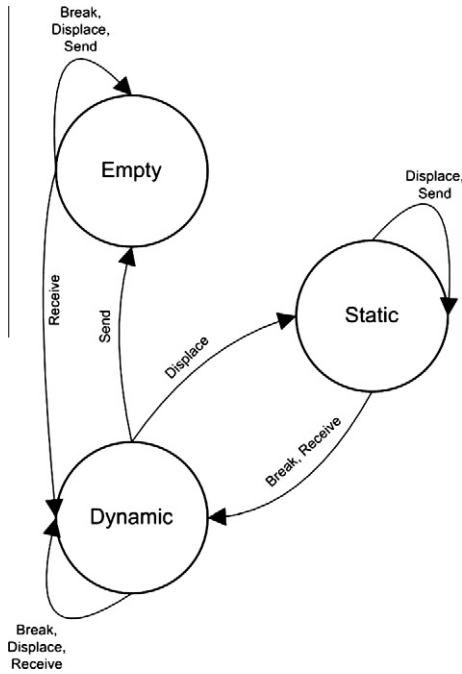 Break,
Displace,
Send
Empty
Displace,
Send
Receive
Send
Displace
Static
Break, Receive
Dynamic
Break,
Displace,
Receive